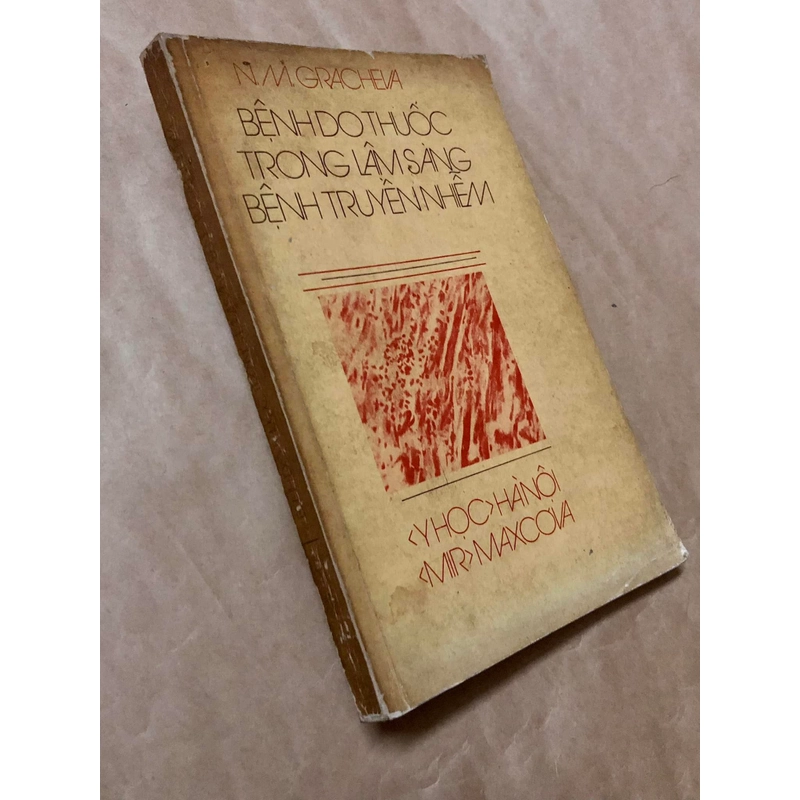 N. M. GRACHEVA
BỆNH DO THUỐC
TRONG LÂM SÀNG
BỆNH TRUYỀN NHIỄM
<Y HỌC> HÀ NỘI
<MIR> MAXCƠVA